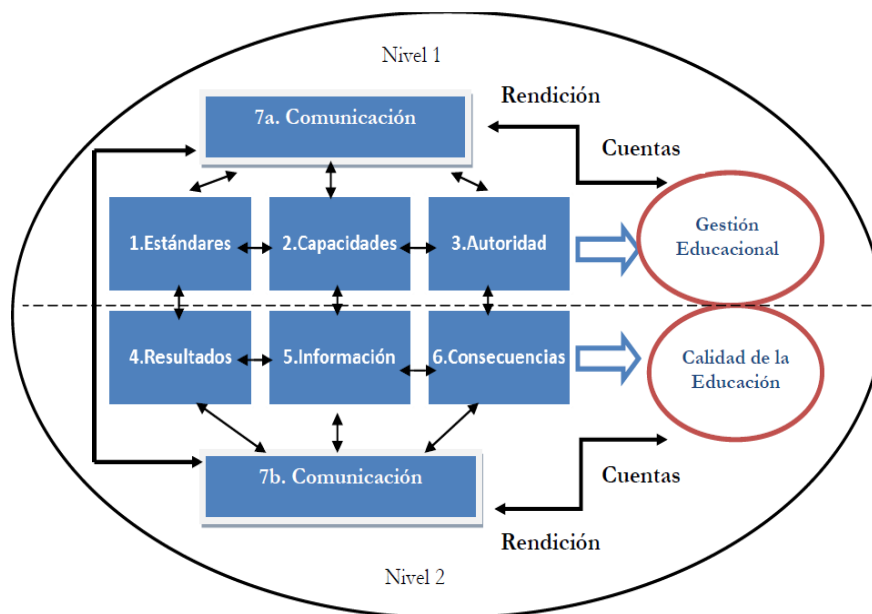 Nivel 1
Rendición
7a. Comunicación
Cuentas
1.Estándares
2.Capacidades
3.Autoridad
Gestión
Educacional
4.Resultados
5.Información
6.Consecuencias
Calidad de la
Educación
7b. Comunicación
Cuentas
Rendición
Nivel 2